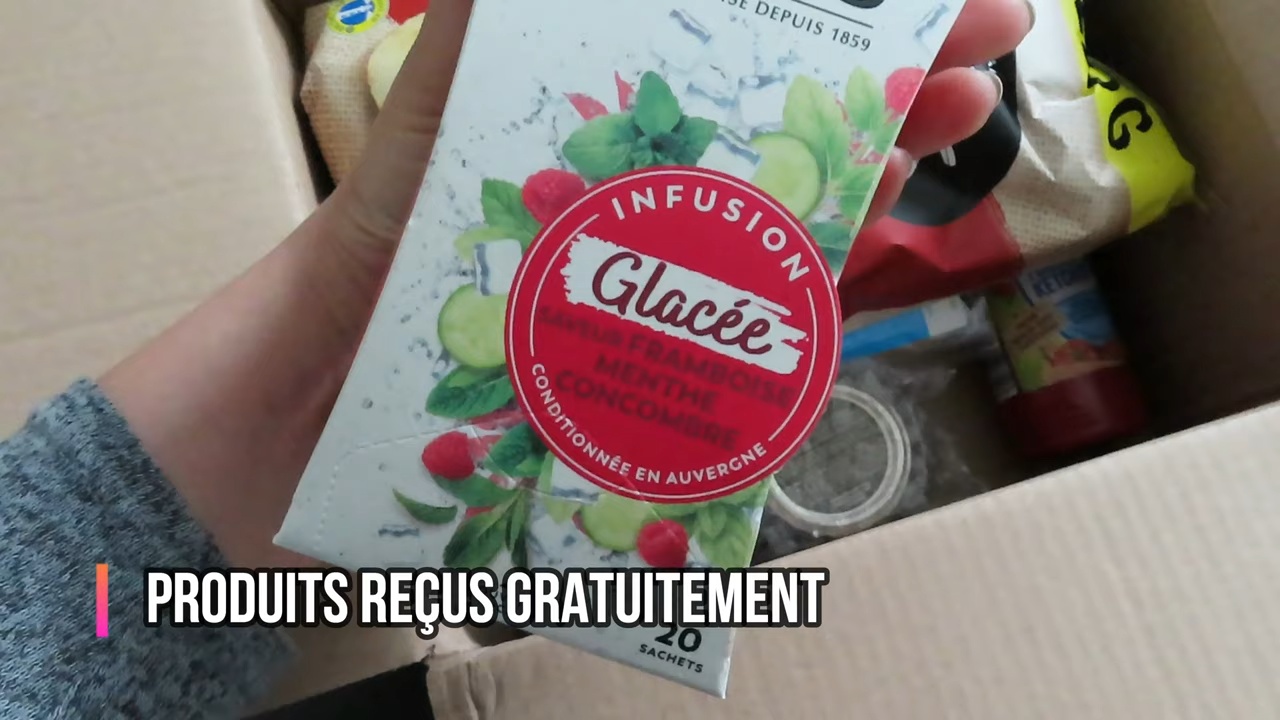 DEPUIS 1859
INFUSION
Glacée
SAVEUR FRAMBOISE
MENTHE
CONCOMBRE
CONDITIONNÉE EN AUVERGNE
PRODUITS REÇUS GRATUITEMENT
20
SACHETS